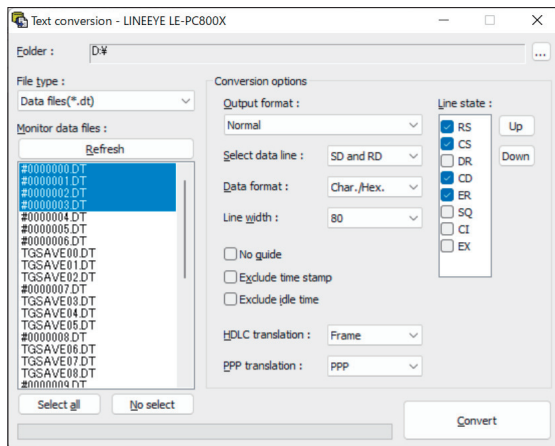 Text conversion - LINEEYE LE-PC800X
Folder :
D:¥
...
File type :
Data files(*.dt)
Monitor data files :
Refresh
#0000000.DT
#0000001.DT
#0000002.DT
#0000003.DT
#0000004.DT
#0000005.DT
#0000006.DT
TGSAVE00.DT
TGSAVE01.DT
TGSAVE02.DT
#0000007.DT
TGSAVE03.DT
TGSAVE04.DT
TGSAVE05.DT
#0000008.DT
TGSAVE06.DT
TGSAVE07.DT
TGSAVE08.DT
#0000009.DT
Select all
No select
Conversion options
Output format :
Normal
Select data line :
SD and RD
Data format :
Char./Hex.
Line width :
80
No guide
Exclude time stamp
Exclude idle time
HDLC translation :
Frame
PPP translation :
PPP
Line state :
RS
CS
DR
CD
ER
SQ
CI
EX
Up
Down
Convert